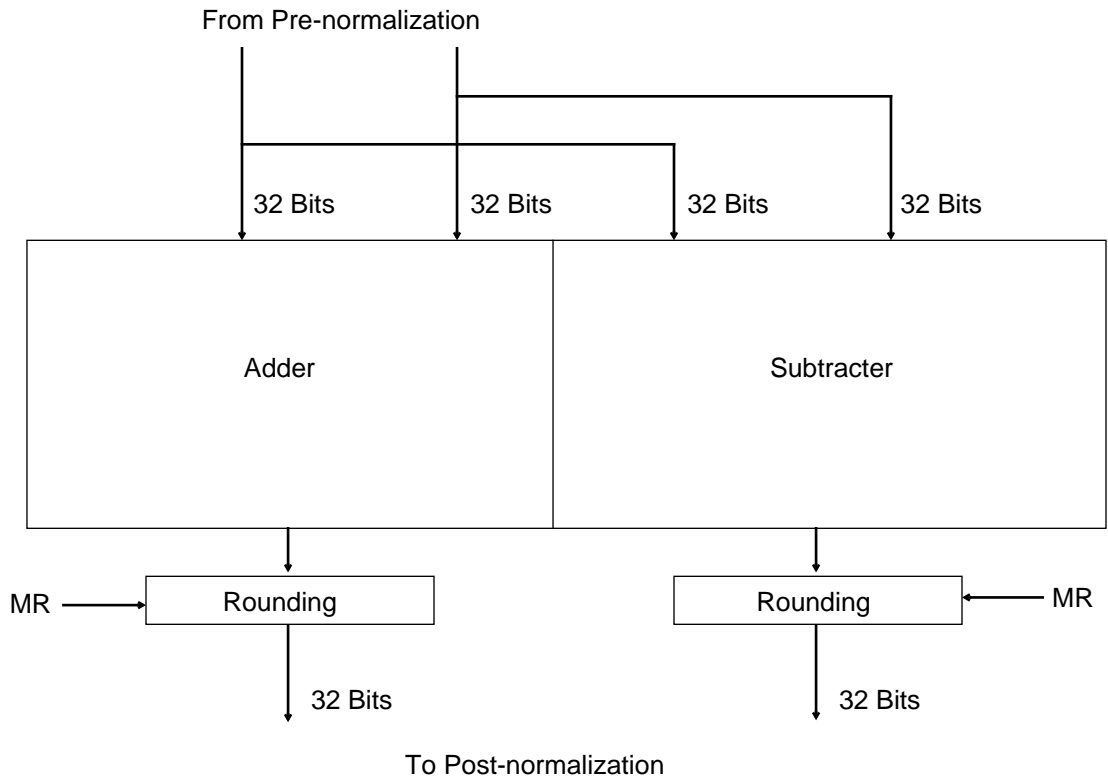 From Pre-normalization
32 Bits
32 Bits
32 Bits
32 Bits
Adder
Subtracter
MR
Rounding
Rounding
MR
32 Bits
32 Bits
To Post-normalization